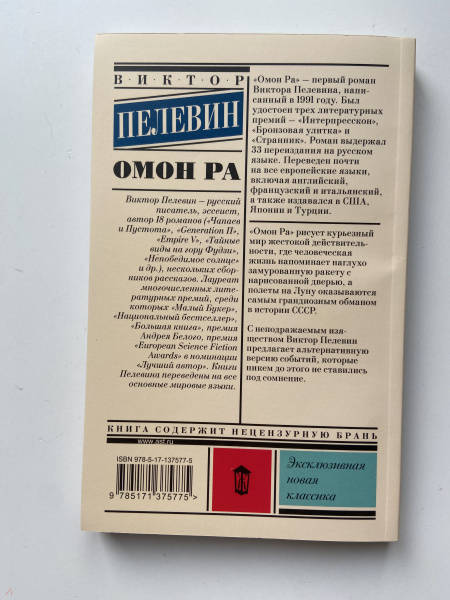 ВИКТОР
ПЕЛЕВИН
ОМОН РА
Виктор Пелевин – русский
писатель, эссеист,
автор 18 романов («Чапаев
и Пустота», «Generation П»,
«Empire V», «Тайные
виды на гору Фудзи»,
«Непобедимое солнце»
и др.), нескольких сбор-
ников рассказов. Лауреат
многочисленных лите-
ратурных премий, среди
которых «Малый Букер»,
«Национальный бестселлер»,
«Большая книга», премия
Андрея Белого, премия
«European Science Fiction
Awards» в номинации
«Лучший автор». Книги
Пелевина переведены на все
основные мировые языки.
«Омон Ра» – первый роман
Виктора Пелевина, напи-
санный в 1991 году. Был
удостоен трех литературных
премий – «Интерпресскон»,
«Бронзовая улитка» и
«Странник». Роман выдержал
33 переиздания на русском
языке. Переведен почти
на все европейские языки,
включая английский,
французский и итальянский,
а также издавался в США,
Японии и Турции.
«Омон Ра» рисует курьезный
мир жестокой действитель-
ности, где человеческая
жизнь напоминает наглухо
замурованную ракету с
нарисованной дверью, а
полеты на Луну оказываются
самым грандиозным обманом
в истории СССР.
С неподражаемым изя-
ществом Виктор Пелевин
предлагает альтернативную
версию событий, которые
никем до этого не ставились
под сомнение.
КНИГА СОДЕРЖИТ НЕЦЕНЗУРНУЮ БРАНЬ
www.ast.ru
ISBN 978-5-17-137577-5
9 785171 375775>
Эксклюзивная
новая
классика